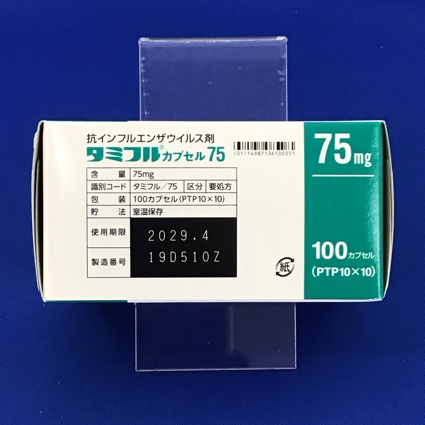 抗インフルエンザウイルス剤
タミフル®カプセル75
(01)14987136100251
含量 75mg
識別コード タミフル/75 区分 要処方
包装 100カプセル(PTP10×10)
貯法 室温保存
使用期限 2029.4
製造番号 19D510Z
紙
75mg
100カプセル
(PTP10×10)